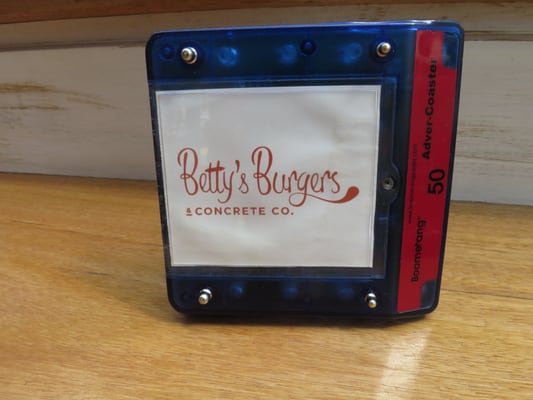 Betty's Burgers
& CONCRETE CO.
Boomerang
50
Adver-Coaster